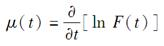 μ(t) = ∂/∂t [ln F(t)]